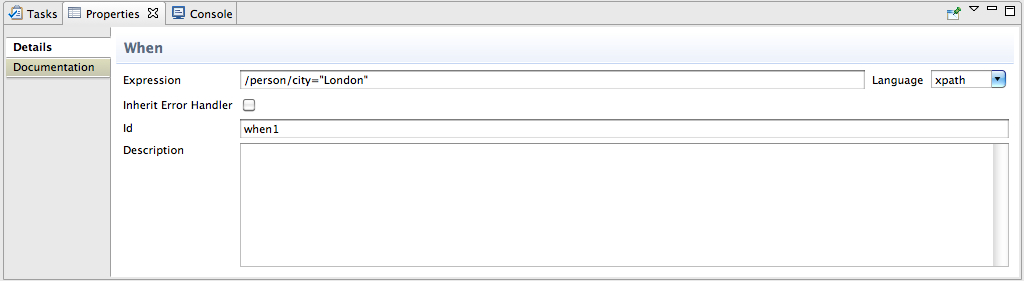 Tasks Properties Console
Details
Documentation
When
Expression /person/city="London" Language xpath
Inherit Error Handler
Id when1
Description